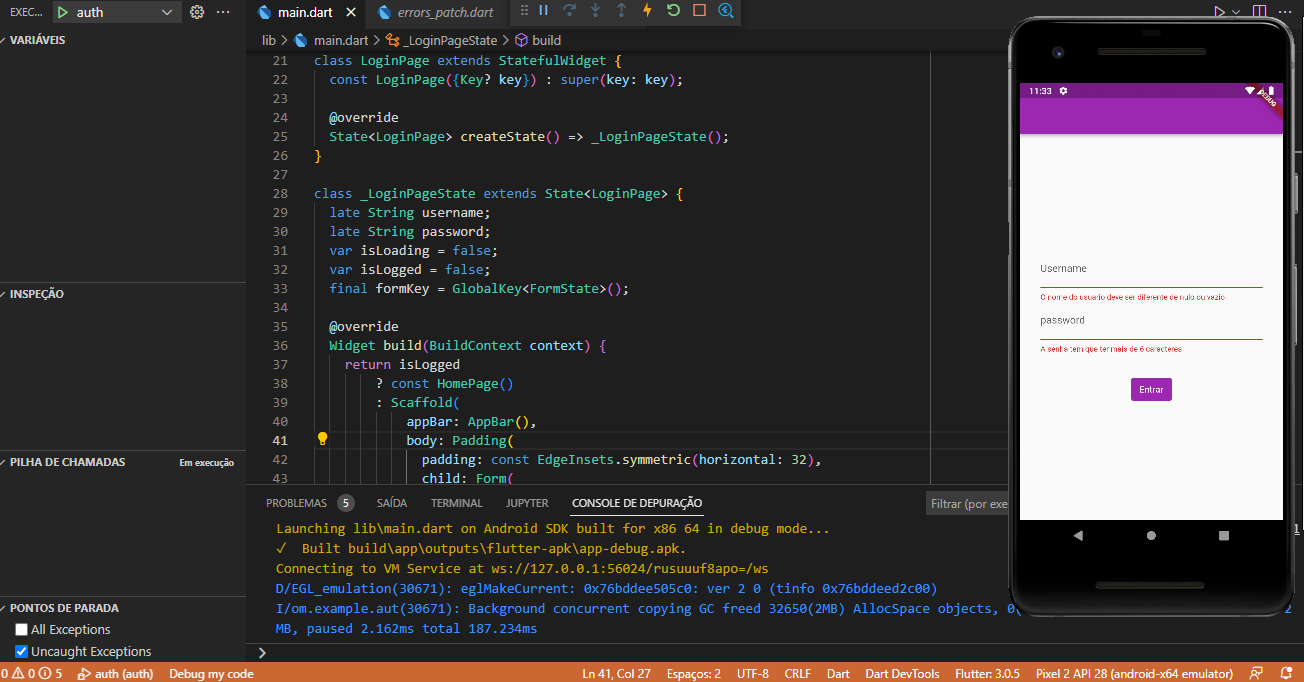 EXEC...
auth
main.dart
errors_patch.dart
VARIÁVEIS
INSPEÇÃO
PILHA DE CHAMADAS
Em execução
PONTOS DE PARADA
All Exceptions
Uncaught Exceptions
lib > main.dart > _LoginPageState > build
21 class LoginPage extends StatefulWidget {
22 const LoginPage({Key? key}) : super(key: key);
23
24 @override
25 State<LoginPage> createState() => _LoginPageState();
26 }
27
28 class _LoginPageState extends State<LoginPage> {
29 late String username;
30 late String password;
31 var isLoading = false;
32 var isLogged = false;
33 final formKey = GlobalKey<FormState>();
34
35 @override
36 Widget build(BuildContext context) {
37 return isLogged
38 ? const HomePage()
39 : Scaffold(
40 appBar: AppBar(),
41 body: Padding(
42 padding: const EdgeInsets.symmetric(horizontal: 32),
43 child: Form(
PROBLEMAS 5 SAÍDA TERMINAL JUPYTER CONSOLE DE DEPURAÇÃO
Filtrar (por exe
Launching lib\main.dart on Android SDK built for x86 64 in debug mode...
✓ Built build\app\outputs\flutter-apk\app-debug.apk.
Connecting to VM Service at ws://127.0.0.1:56024/rusuuuf8apo=/ws
D/EGL_emulation(30671): eglMakeCurrent: 0x76bddee505c0: ver 2 0 (tinfo 0x76bddeed2c00)
I/om.example.aut(30671): Background concurrent copying GC freed 32650(2MB) AllocSpace objects, 0( 2
MB, paused 2.162ms total 187.234ms
11:33
DEBUG
Username
O nome do usuario deve ser diferente de nulo ou vazio
password
A senha tem que ter mais de 6 caracteres
Entrar
0 0 5 auth (auth) Debug my code
Ln 41, Col 27 Espaços: 2 UTF-8 CRLF Dart Dart DevTools Flutter: 3.0.5 Pixel 2 API 28 (android-x64 emulator)